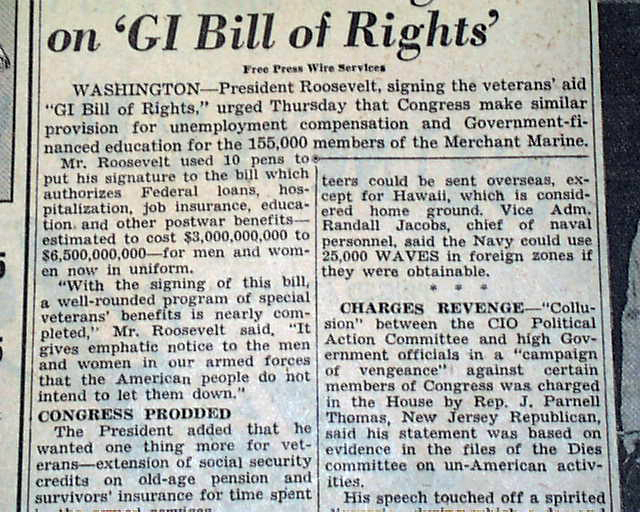 on 'GI Bill of Rights'
Free Press Wire Services
WASHINGTON—President Roosevelt, signing the veterans' aid
"GI Bill of Rights," urged Thursday that Congress make similar
provision for unemployment compensation and Government-fi-
nanced education for the 155,000 members of the Merchant Marine.
Mr. Roosevelt used 10 pens to
put his signature to the bill which
authorizes Federal loans, hos-
pitalization, job insurance, educa-
tion and other postwar benefits—
estimated to cost $3,000,000,000 to
$6,500,000,000—for men and wom-
en now in uniform.
"With the signing of this bill,
a well-rounded program of special
veterans' benefits is nearly com-
pleted," Mr. Roosevelt said. "It
gives emphatic notice to the men
and women in our armed forces
that the American people do not
intend to let them down."
CONGRESS PRODDED
The President added that he
wanted one thing more for vet-
erans—extension of social security
credits on old-age pension and
survivors' insurance for time spent
teers could be sent overseas, ex-
cept for Hawaii, which is consid-
ered home ground. Vice Adm.
Randall Jacobs, chief of naval
personnel, said the Navy could use
25,000 WAVES in foreign zones if
they were obtainable.
* * *
CHARGES REVENGE—"Collu-
sion" between the CIO Political
Action Committee and high Gov-
ernment officials in a "campaign
of vengeance" against certain
members of Congress was charged
in the House by Rep. J. Parnell
Thomas, New Jersey Republican,
said his statement was based on
evidence in the files of the Dies
committee on un-American activ-
ities.
His speech touched off a spirited